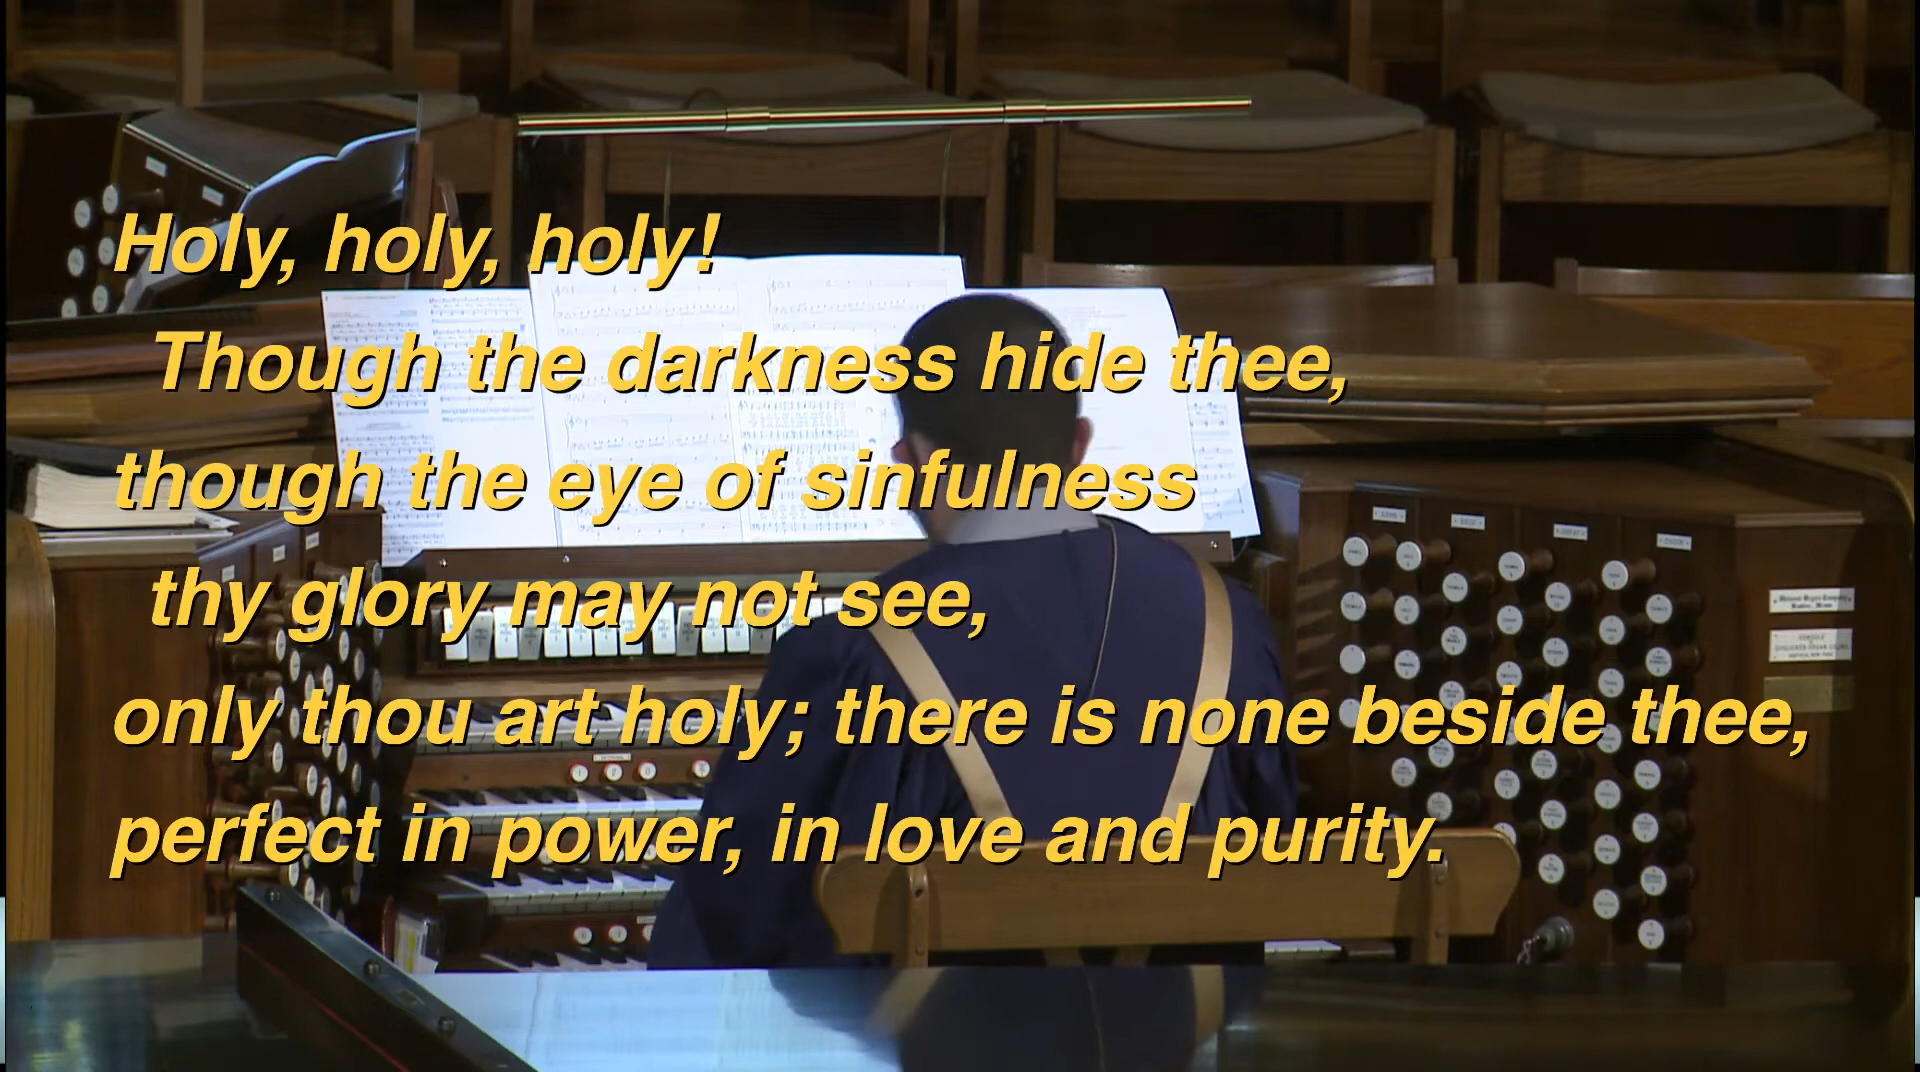 Holy, holy, holy!
Though the darkness hide thee,
though the eye of sinfulness
thy glory may not see,
only thou art holy; there is none beside thee,
perfect in power, in love and purity.